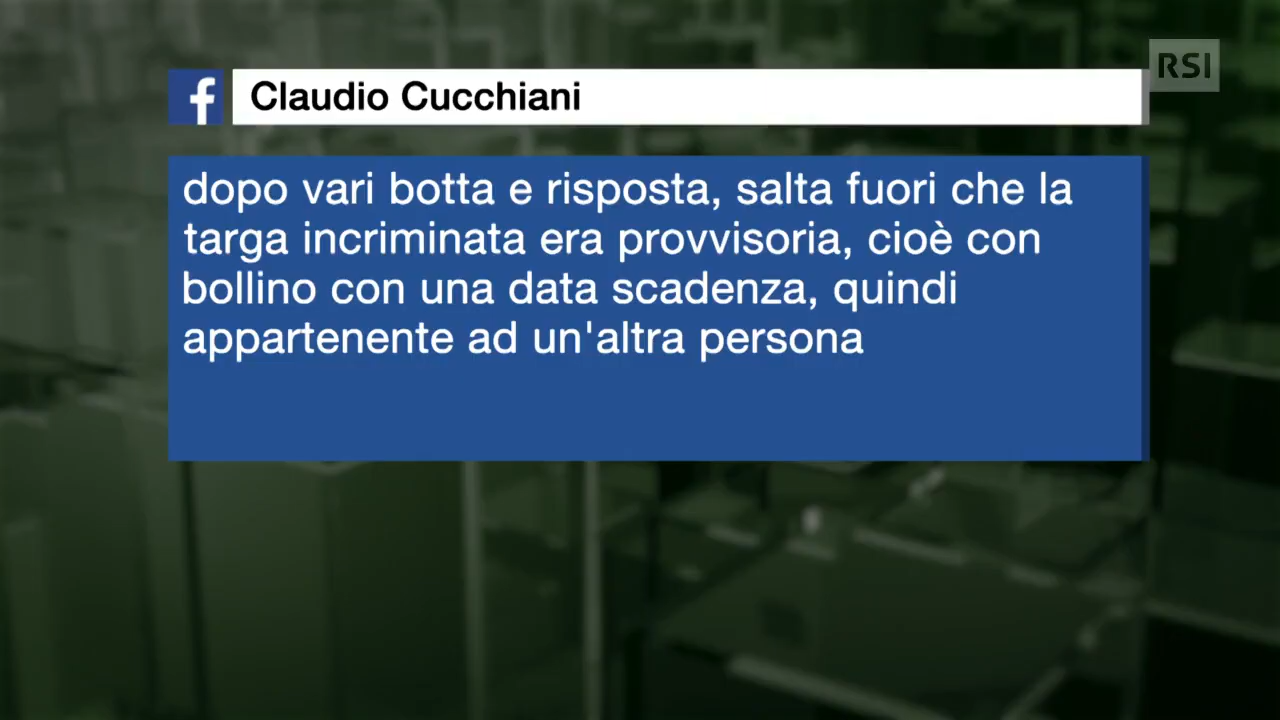 RSI
f Claudio Cucchiani
dopo vari botta e risposta, salta fuori che la
targa incriminata era provvisoria, cioè con
bollino con una data scadenza, quindi
appartenente ad un'altra persona